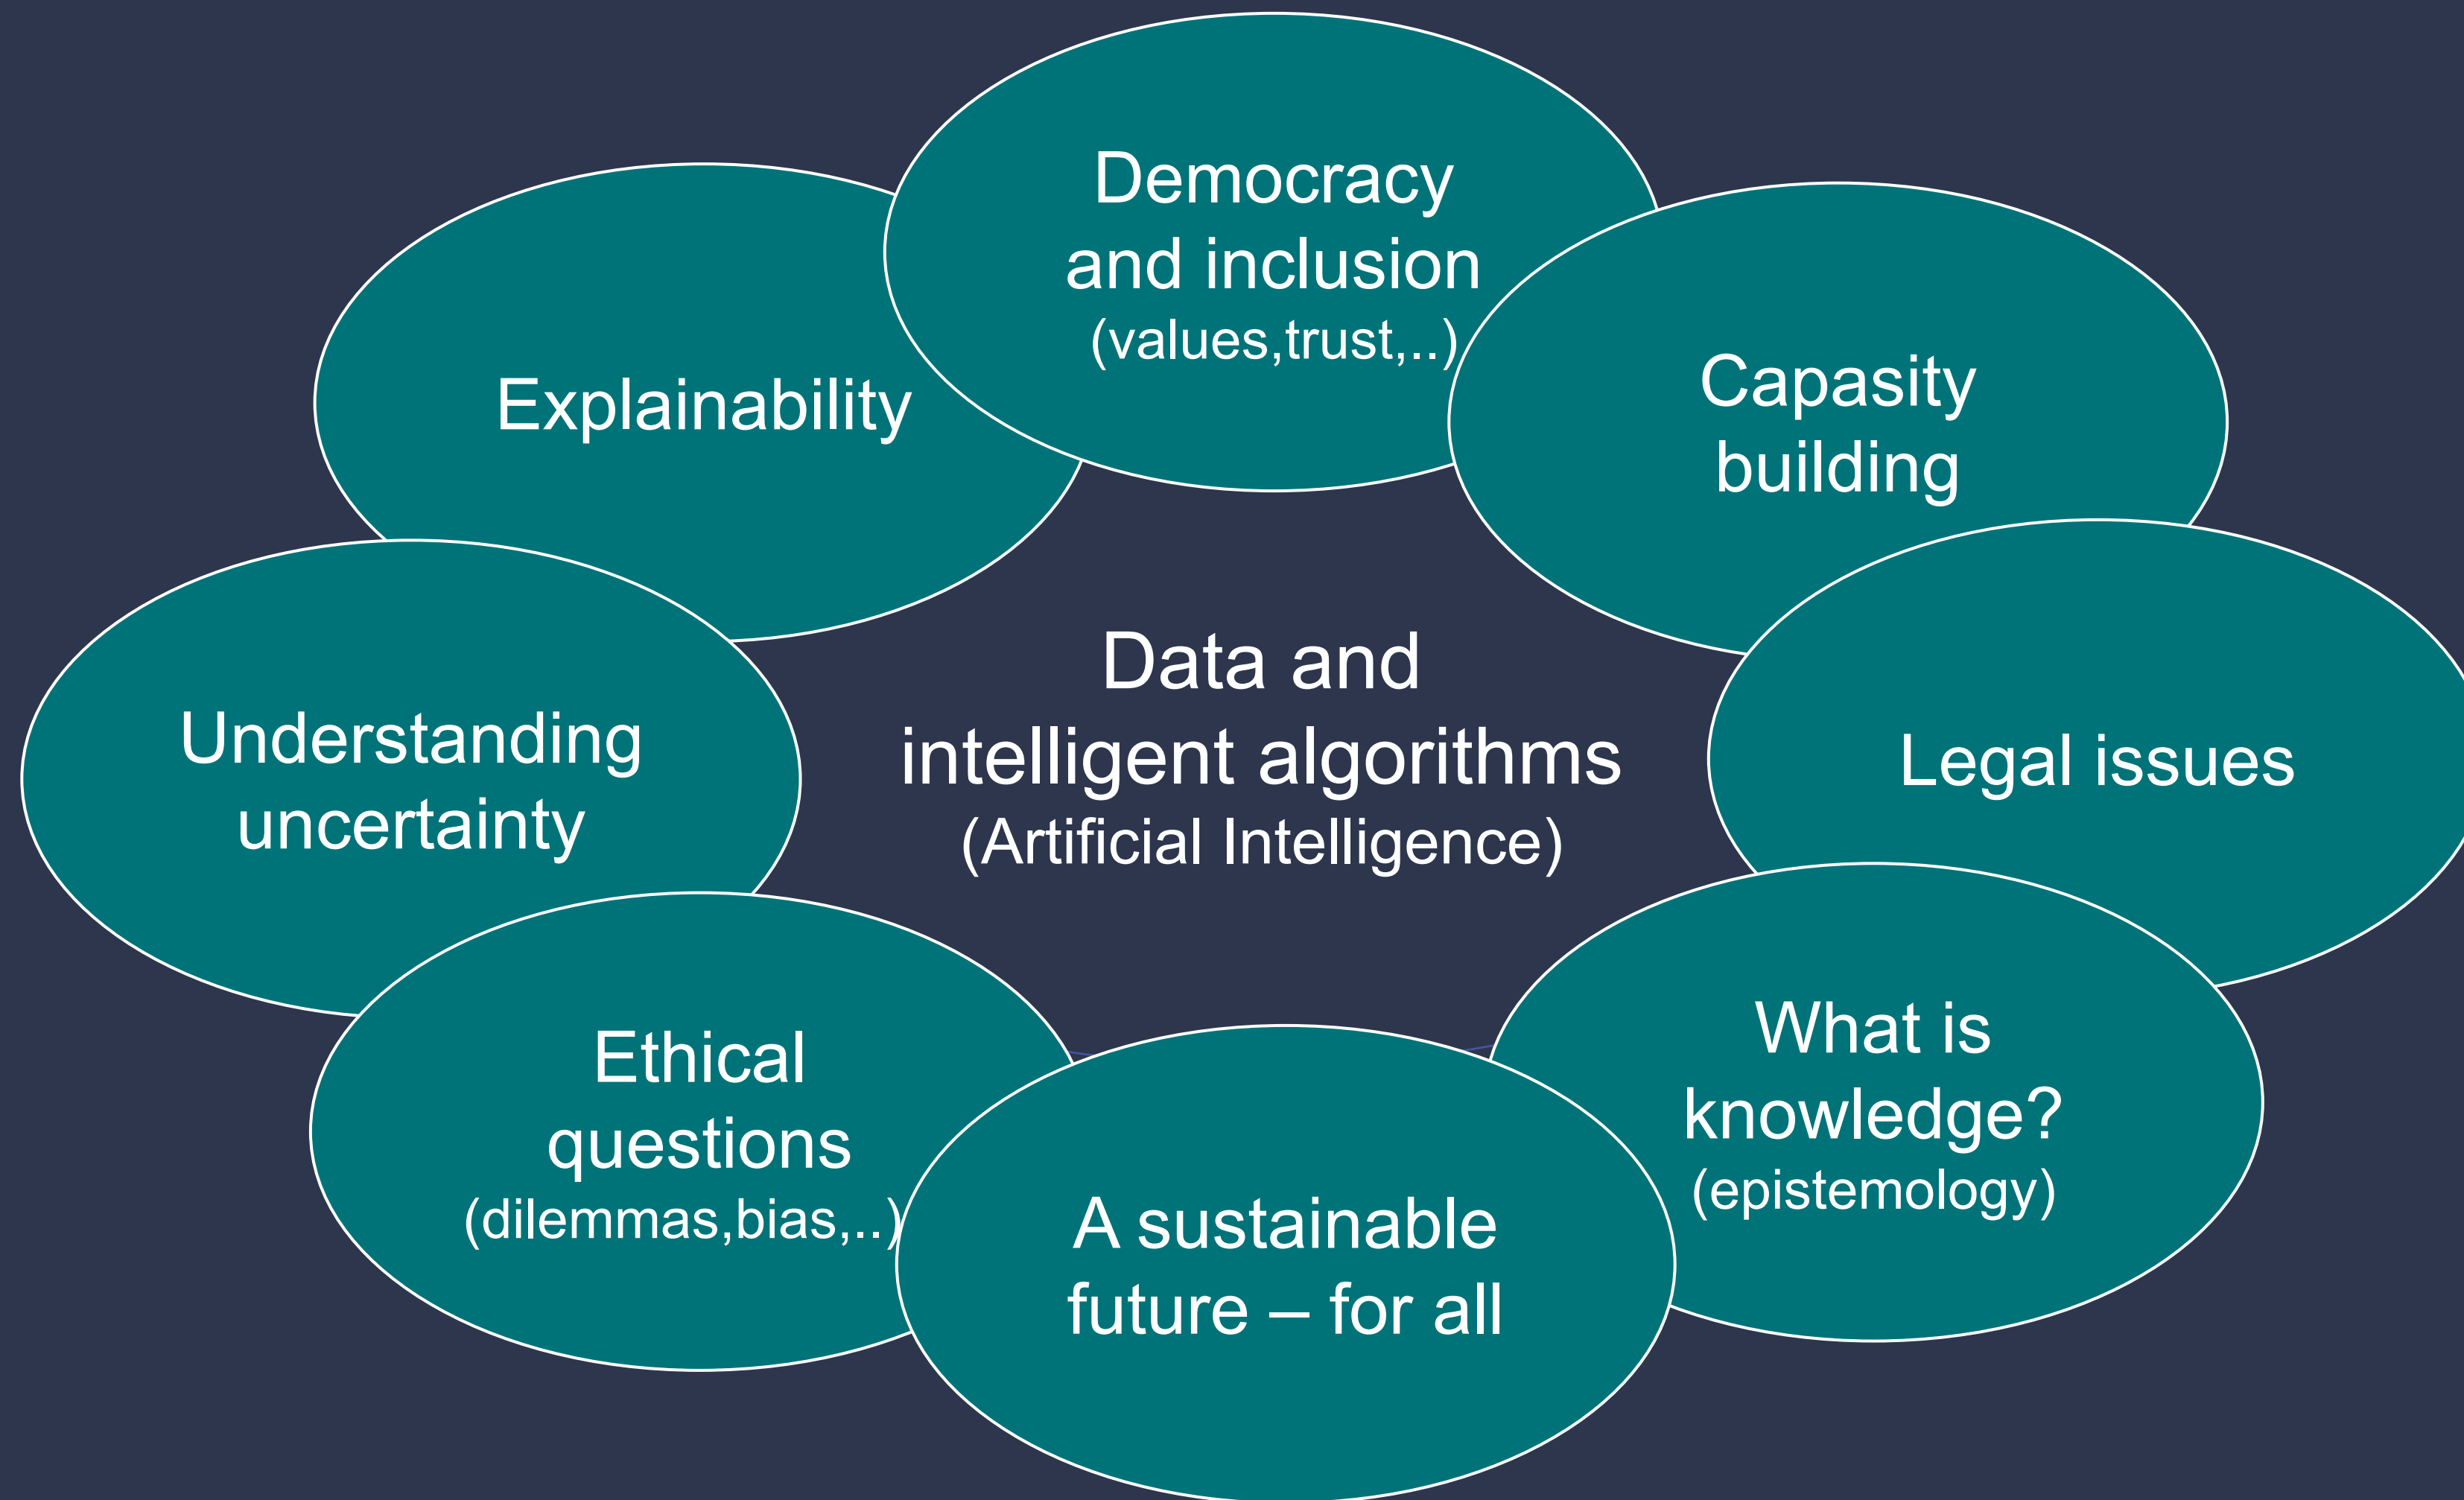 Democracy
and inclusion
(values,trust,..)
Explainability
Capasity
building
Data and
intelligent algorithms
(Artificial Intelligence)
Understanding
uncertainty
Legal issues
Ethical
questions
(dilemmas,bias,..)
What is
knowledge?
(epistemology)
A sustainable
future – for all